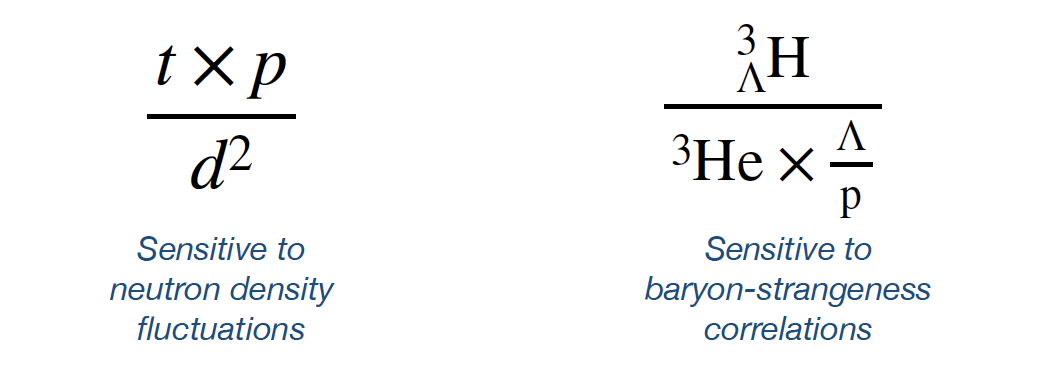 t × p
d²
Sensitive to
neutron density
fluctuations
³ΛH
³He × Λ
p
Sensitive to
baryon-strangeness
correlations